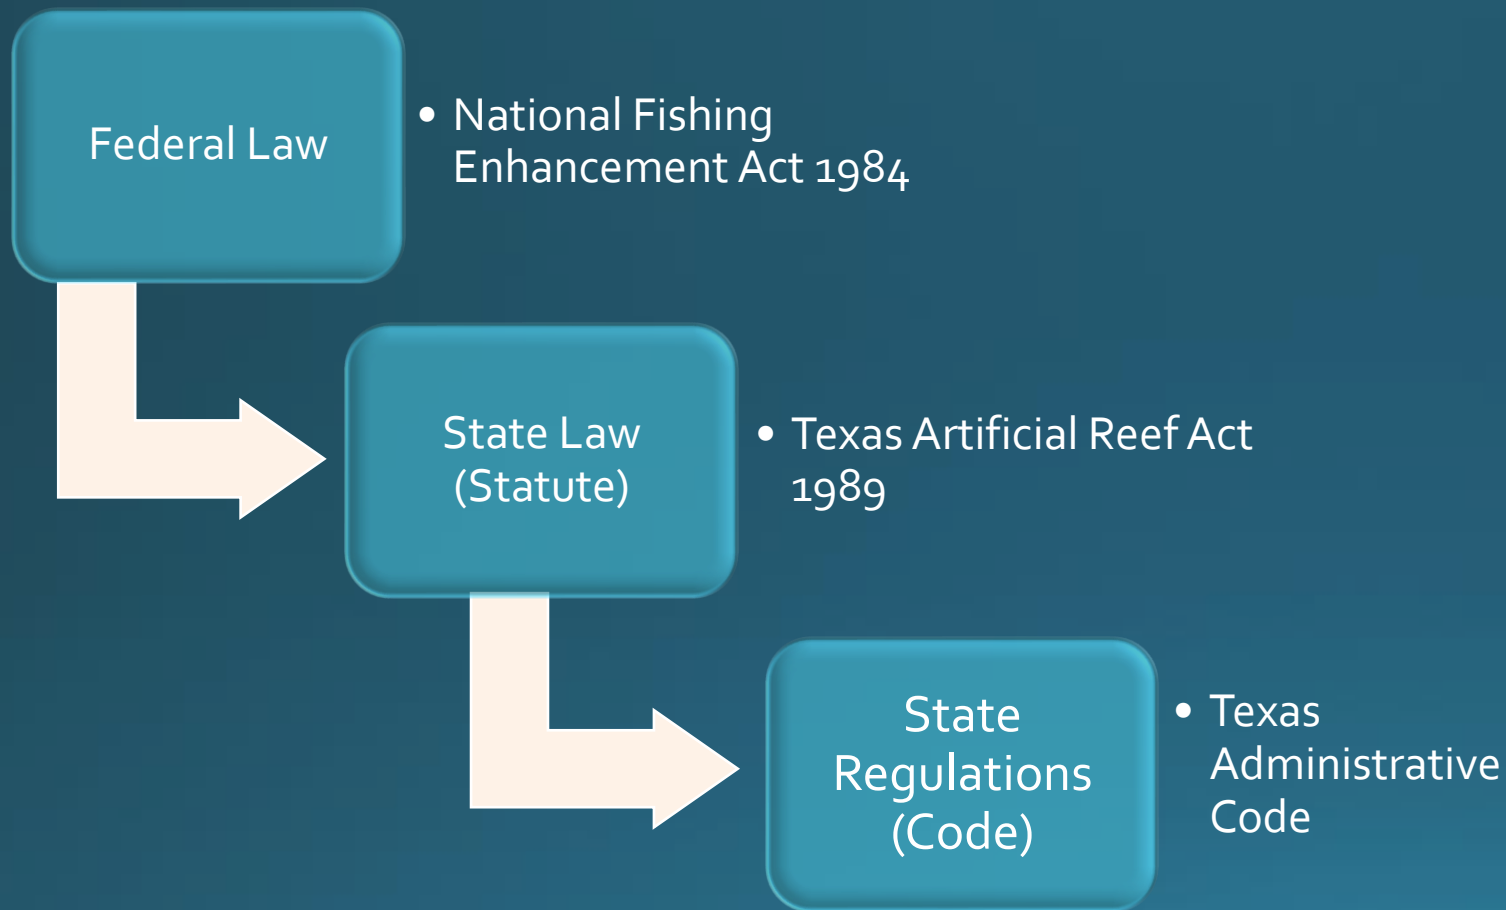 Federal Law
• National Fishing
Enhancement Act 1984
State Law
(Statute)
• Texas Artificial Reef Act
1989
State
Regulations
(Code)
• Texas
Administrative
Code